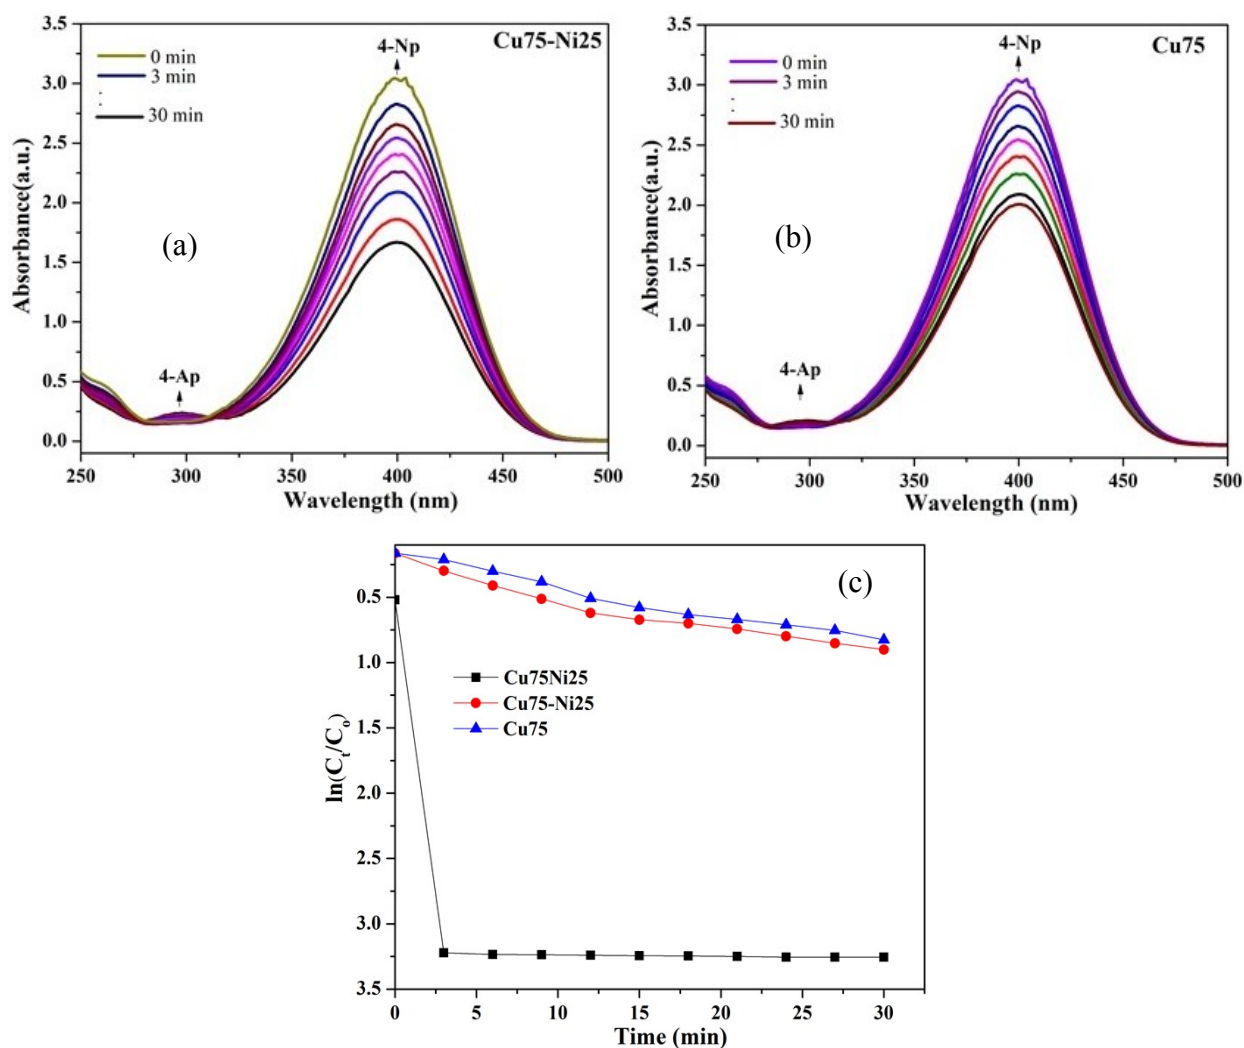 Cu75-Ni25
4-Np
0 min
3 min
:
30 min
(a)
4-Ap
Absorbance(a.u.)
3.5
3.0
2.5
2.0
1.5
1.0
0.5
0.0
250 300 350 400 450 500
Wavelength (nm)
Cu75
4-Np
0 min
3 min
:
30 min
(b)
4-Ap
Absorbance(a.u.)
3.5
3.0
2.5
2.0
1.5
1.0
0.5
0.0
250 300 350 400 450 500
Wavelength (nm)
(c)
Cu75Ni25
Cu75-Ni25
Cu75
ln(Ct/Co)
0.5
1.0
1.5
2.0
2.5
3.0
3.5
0 5 10 15 20 25 30
Time (min)